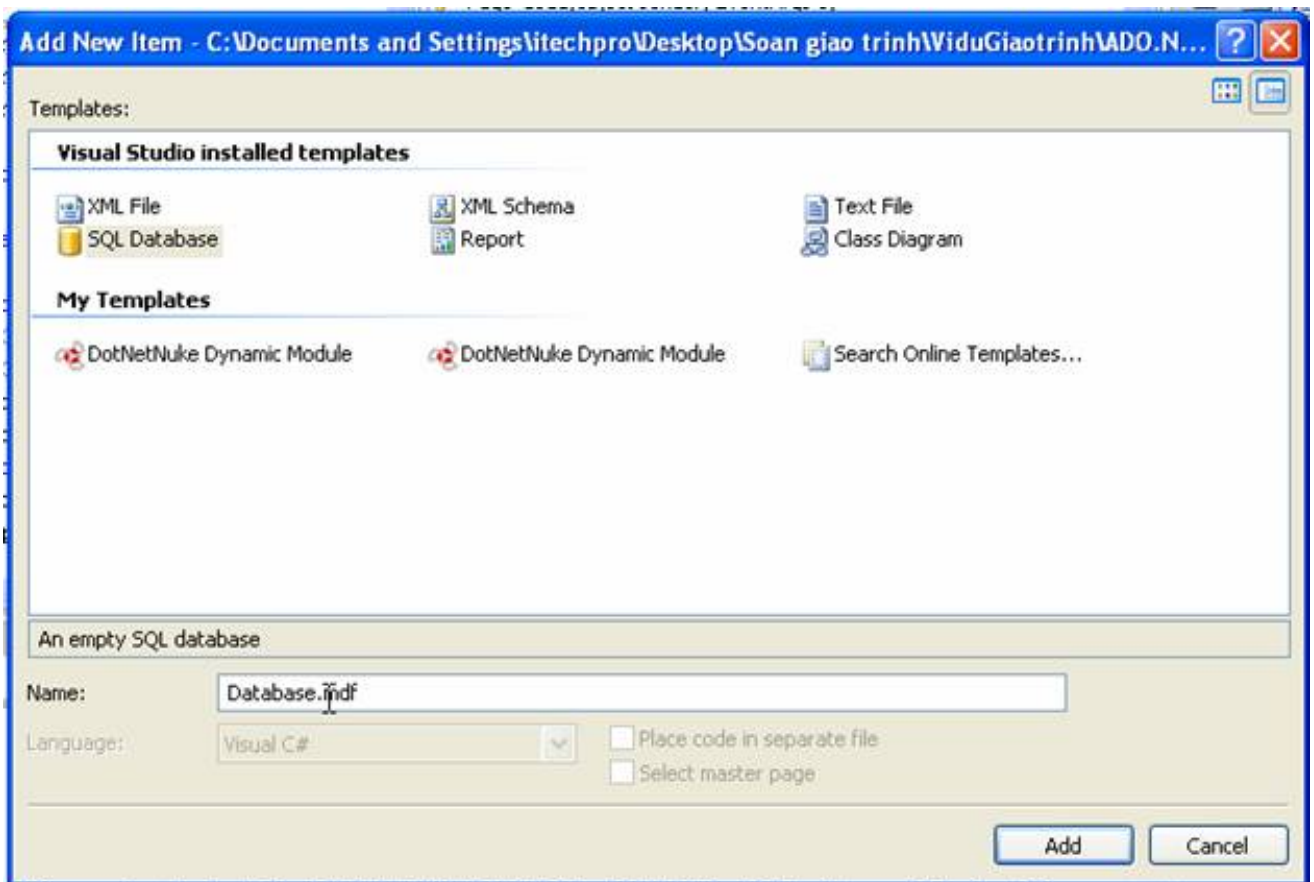 Add New Item - C:\Documents and Settings\itechpro\Desktop\Soan giao trinh\ViduGiaotrinh\ADO.N...
Templates:
Visual Studio installed templates
XML File XML Schema Text File
SQL Database Report Class Diagram
My Templates
DotNetNuke Dynamic Module DotNetNuke Dynamic Module Search Online Templates...
An empty SQL database
Name: Database.mdf
Language: Visual C# Place code in separate file
Select master page
Add Cancel